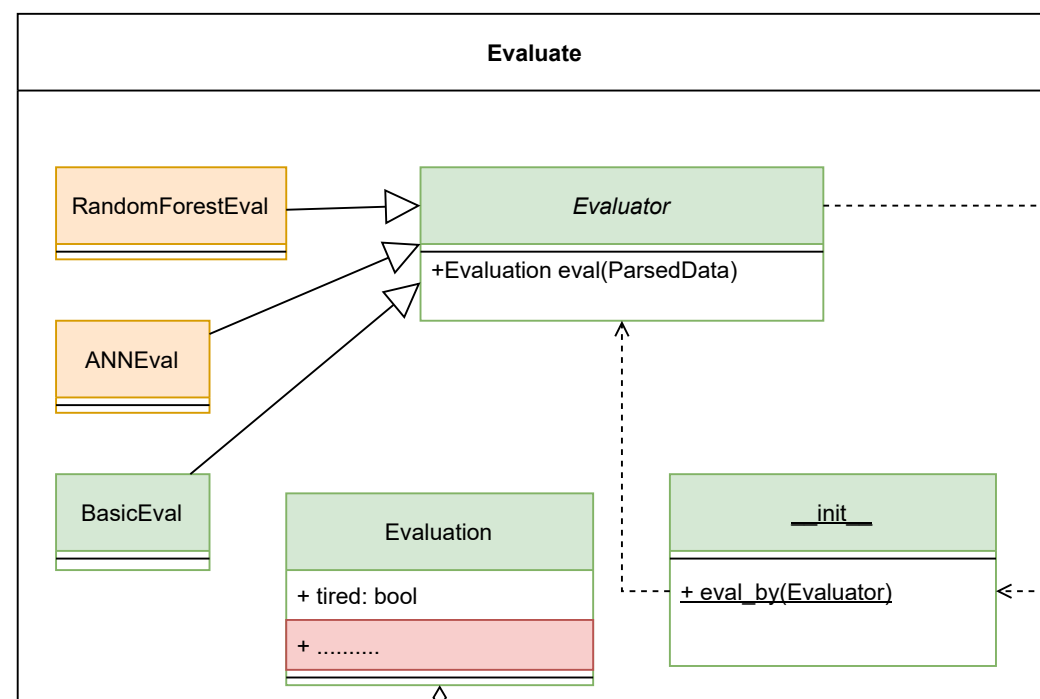 Evaluate
RandomForestEval
Evaluator
+Evaluation eval(ParsedData)
ANNEval
BasicEval
Evaluation
+ tired: bool
+ ..........
__init__
+ eval_by(Evaluator)